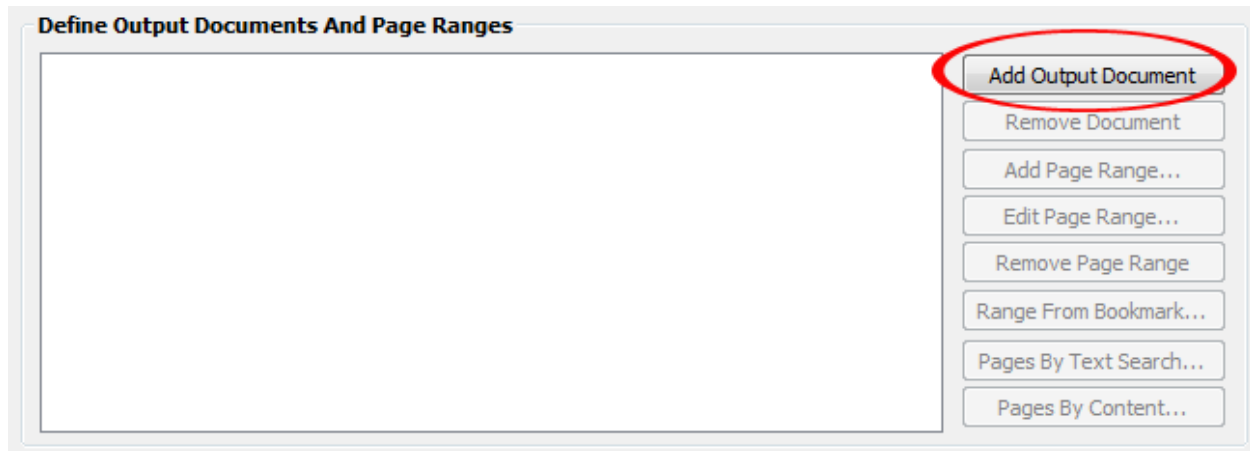 Define Output Documents And Page Ranges
Add Output Document
Remove Document
Add Page Range...
Edit Page Range...
Remove Page Range
Range From Bookmark...
Pages By Text Search...
Pages By Content...